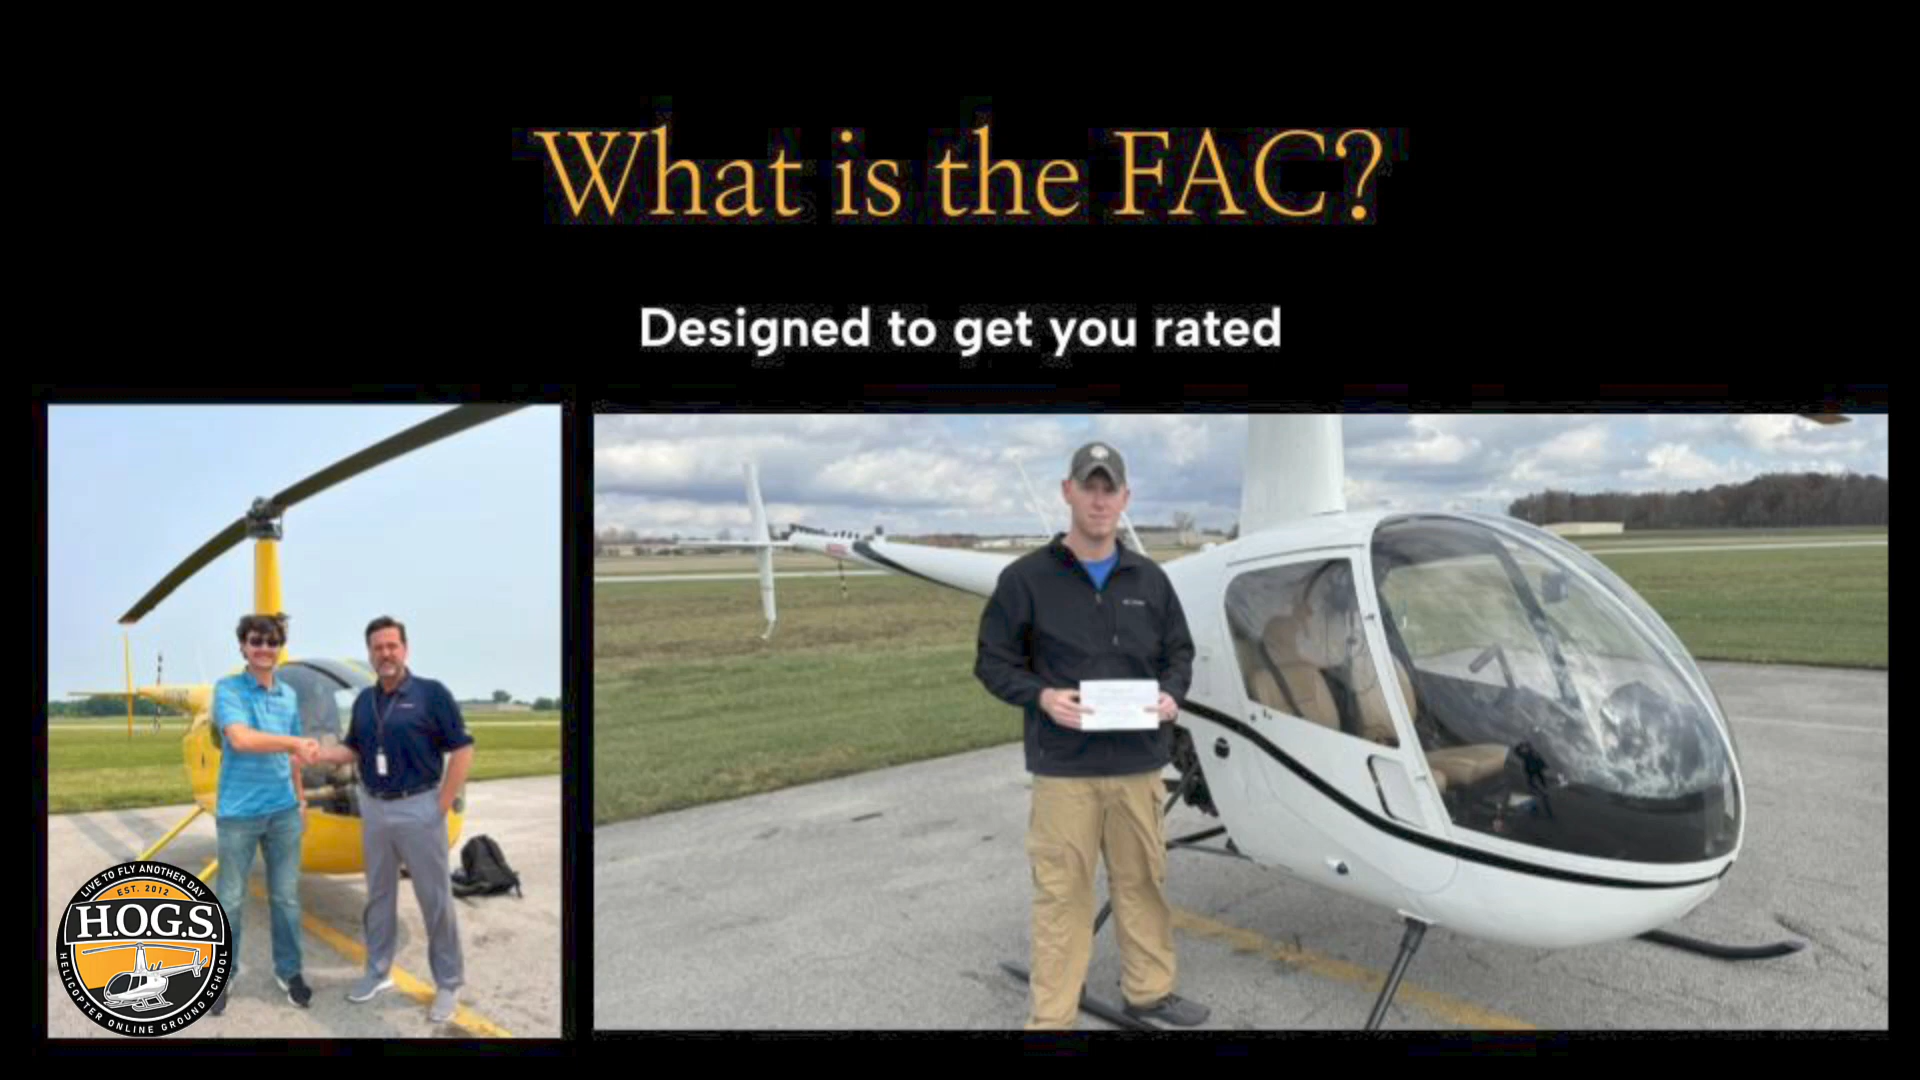 What is the FAC?
Designed to get you rated
LIVE TO FLY ANOTHER DAY
EST. 2012
H.O.G.S.
HELICOPTER ONLINE GROUND SCHOOL